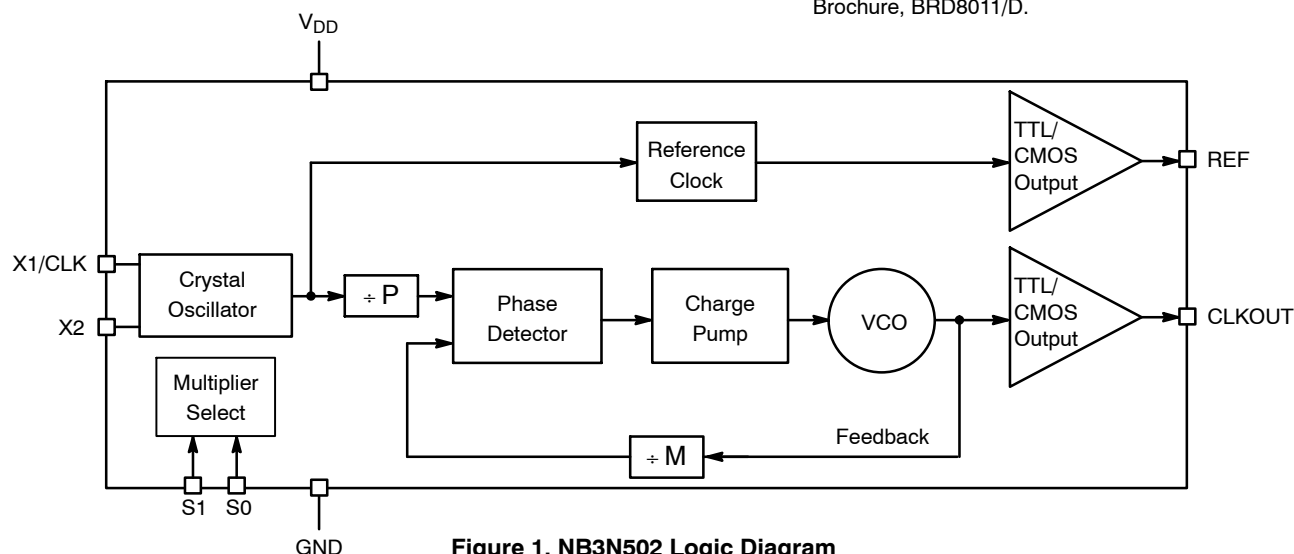 Brochure, BRD8011/D.
VDD
TTL/
CMOS
Output
REF
Reference
Clock
X1/CLK
X2
Crystal
Oscillator
÷ P
Phase
Detector
Charge
Pump
VCO
TTL/
CMOS
Output
CLKOUT
Multiplier
Select
Feedback
÷ M
S1 S0
GND
Figure 1. NB3N502 Logic Diagram